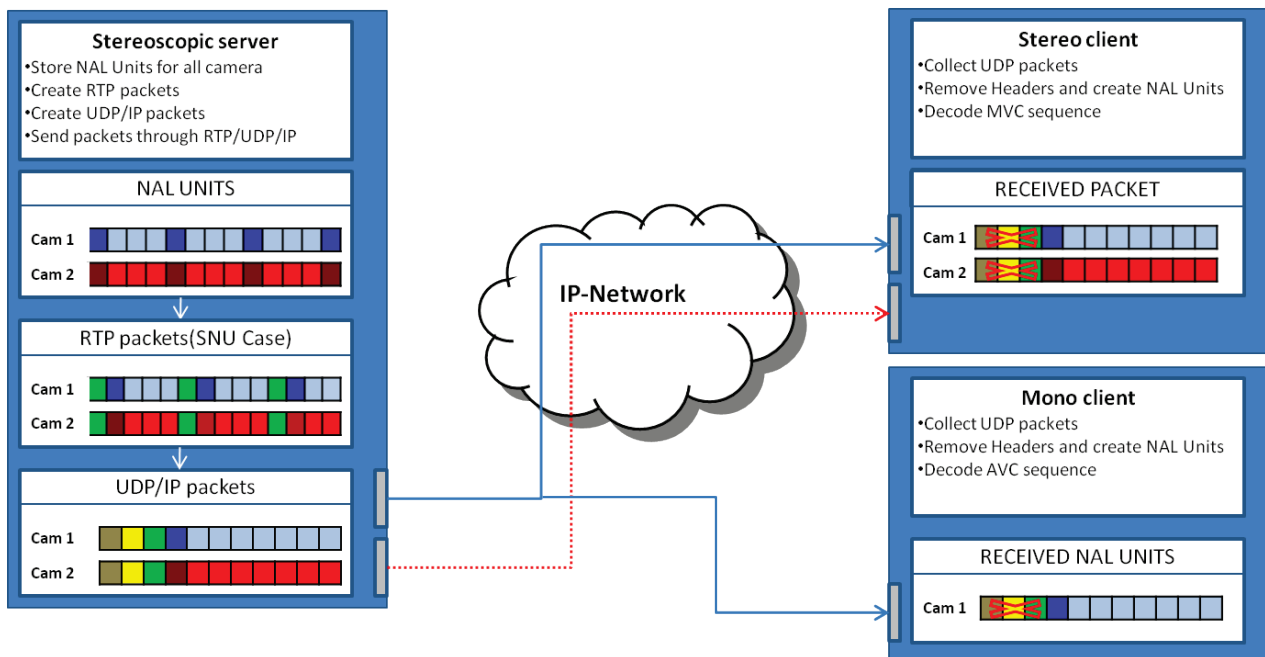 Stereoscopic server
•Store NAL Units for all camera
•Create RTP packets
•Create UDP/IP packets
•Send packets through RTP/UDP/IP
NAL UNITS
Cam 1
Cam 2
RTP packets(SNU Case)
Cam 1
Cam 2
UDP/IP packets
Cam 1
Cam 2
IP-Network
Stereo client
•Collect UDP packets
•Remove Headers and create NAL Units
•Decode MVC sequence
RECEIVED PACKET
Cam 1
Cam 2
Mono client
•Collect UDP packets
•Remove Headers and create NAL Units
•Decode AVC sequence
RECEIVED NAL UNITS
Cam 1